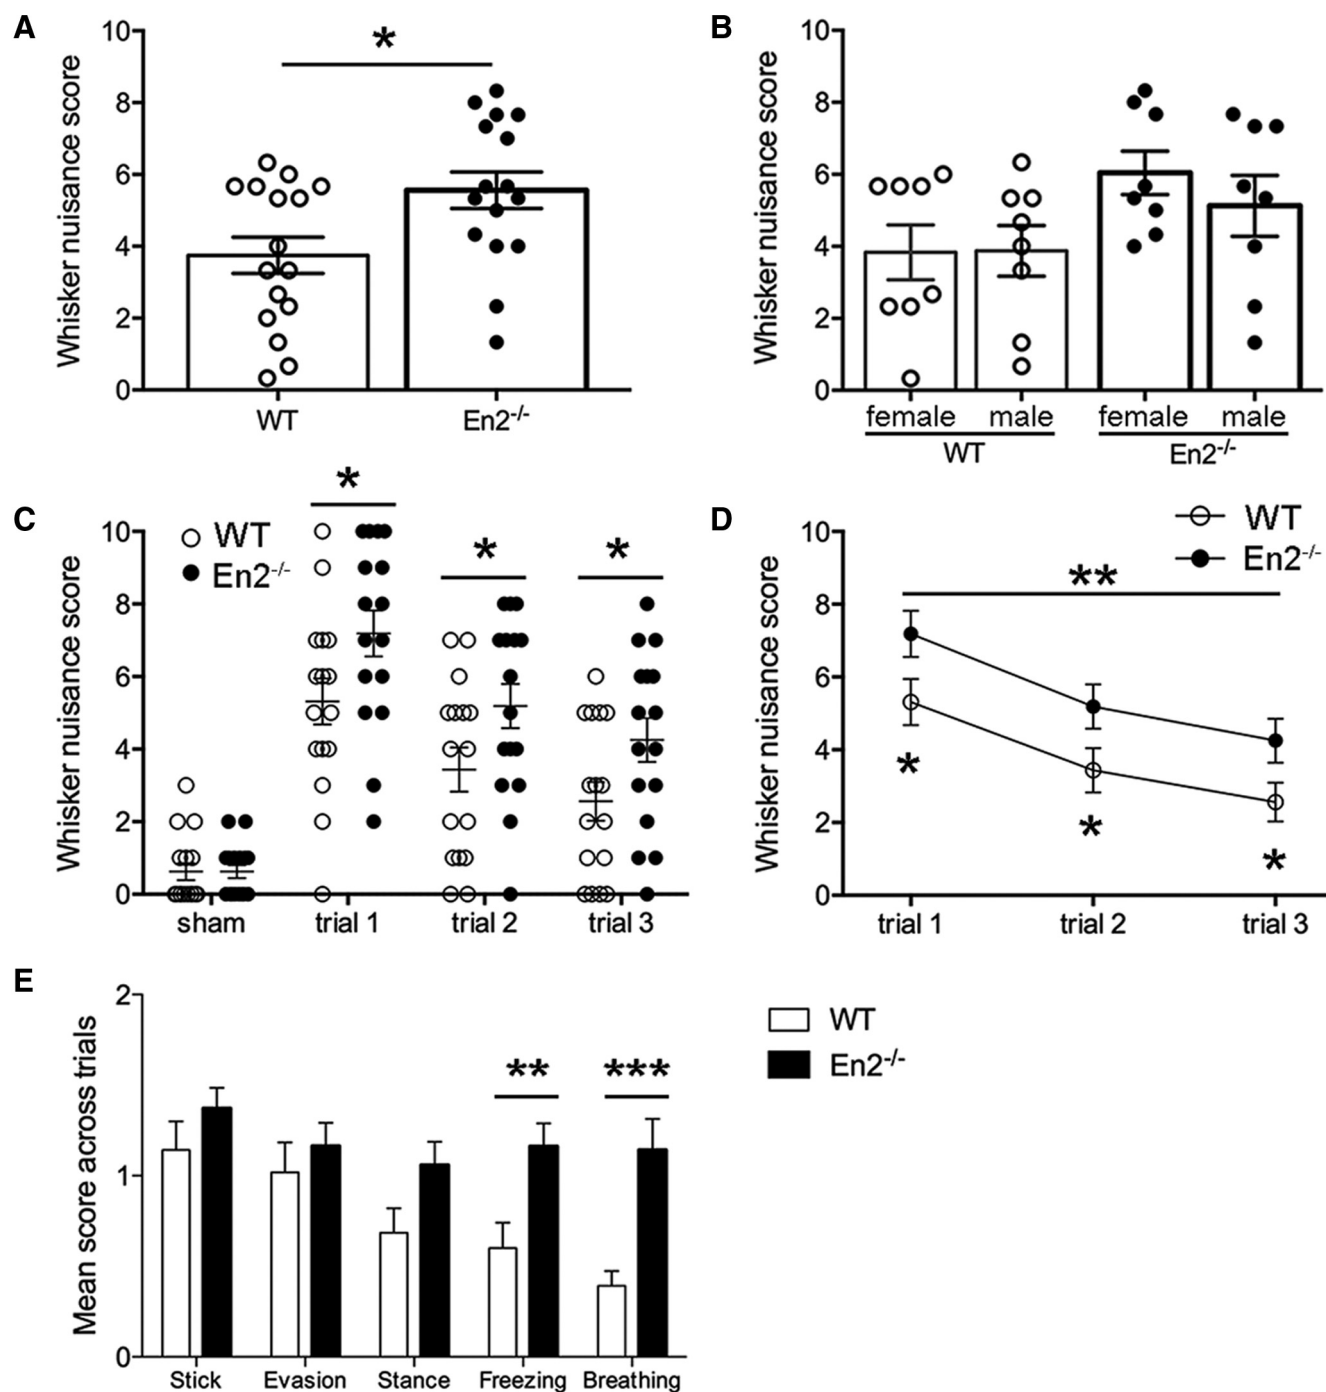 A
Whisker nuisance score
10
8
6
4
2
0
*
WT
En2-/-
B
Whisker nuisance score
10
8
6
4
2
0
female
male
female
male
WT
En2-/-
C
Whisker nuisance score
10
8
6
4
2
0
WT
En2-/-
*
*
*
sham
trial 1
trial 2
trial 3
D
Whisker nuisance score
10
8
6
4
2
0
WT
En2-/-
**
*
*
*
trial 1
trial 2
trial 3
E
Mean score across trials
2
1
0
**
***
Stick
Evasion
Stance
Freezing
Breathing
WT
En2-/-